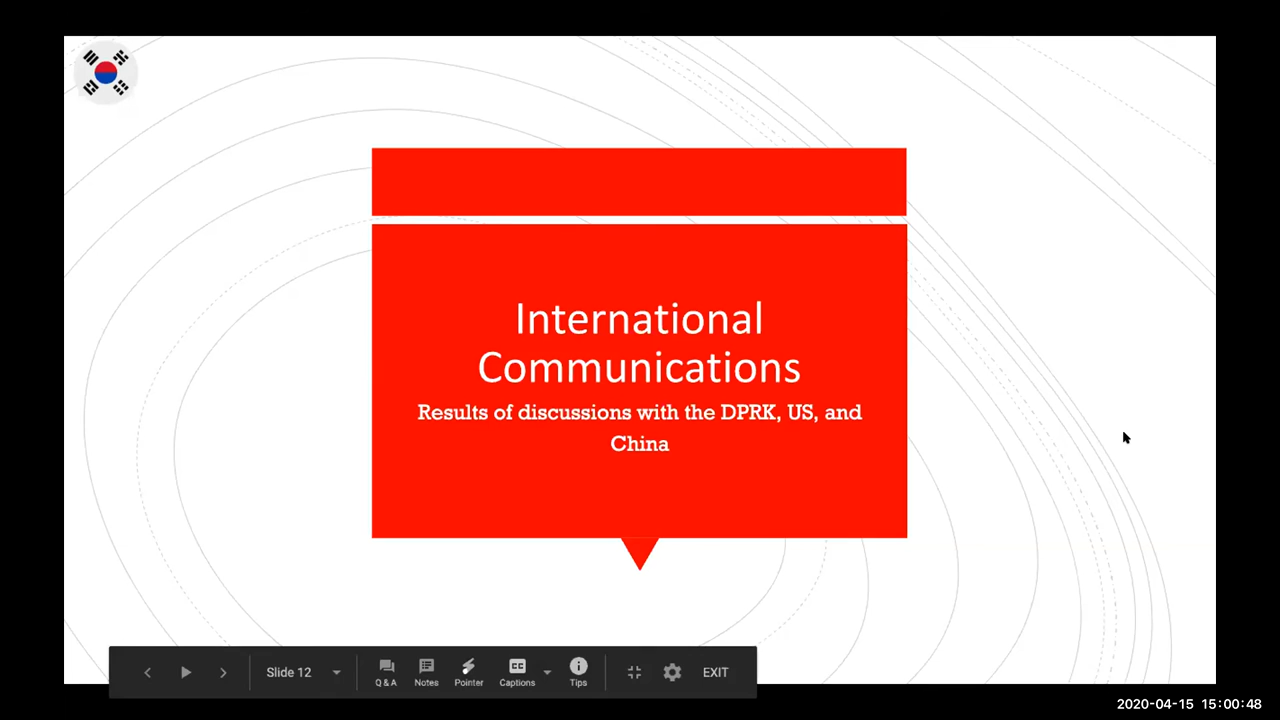 International
Communications
Results of discussions with the DPRK, US, and
China
Slide 12
Q & A
Notes
Pointer
CC
Captions
Tips
EXIT
2020-04-15 15:00:48